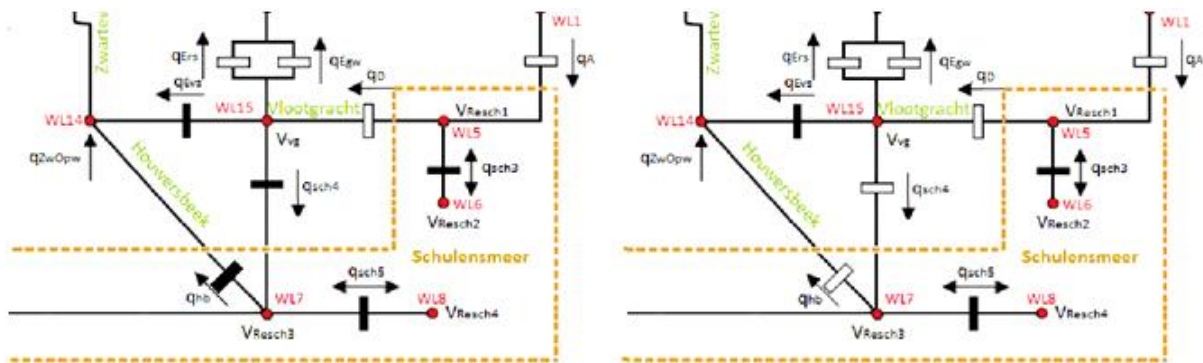 WL1
qErs
qEgw
qA
Zwartev
qEvs
qD
WL15
Vlootgracht
VResch1
WL14
WL5
Vvg
qZwOpw
qsch3
qsch4
WL6
Houwersbeek
VResch2
Schulensmeer
qsch5
qhb
WL7
WL8
VResch4
VResch3
WL1
qErs
qEgw
qA
Zwartev
qEvs
qD
WL15
Vlootgracht
VResch1
WL14
WL5
Vvg
qZwOpw
qsch3
qsch4
WL6
Houwersbeek
VResch2
Schulensmeer
qsch5
qhb
WL7
WL8
VResch4
VResch3